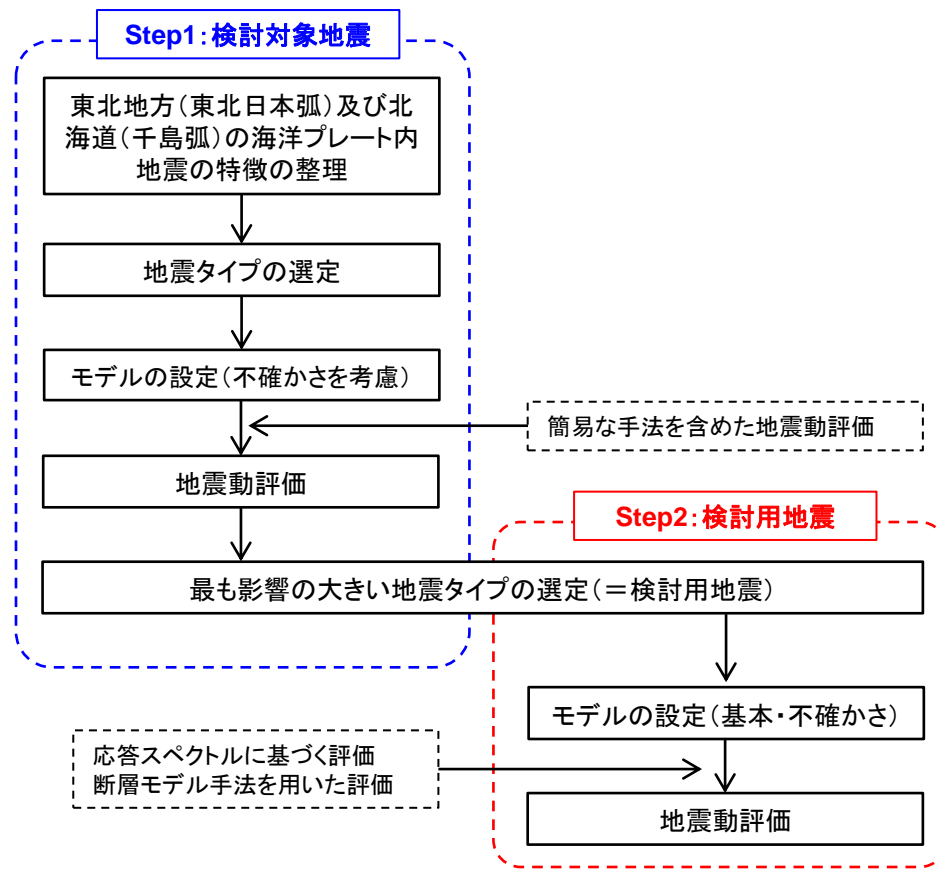 Step1:検討対象地震
東北地方(東北日本弧)及び北
海道(千島弧)の海洋プレート内
地震の特徴の整理
地震タイプの選定
モデルの設定(不確かさを考慮)
簡易な手法を含めた地震動評価
地震動評価
Step2:検討用地震
最も影響の大きい地震タイプの選定(=検討用地震)
モデルの設定(基本・不確かさ)
応答スペクトルに基づく評価
断層モデル手法を用いた評価
地震動評価